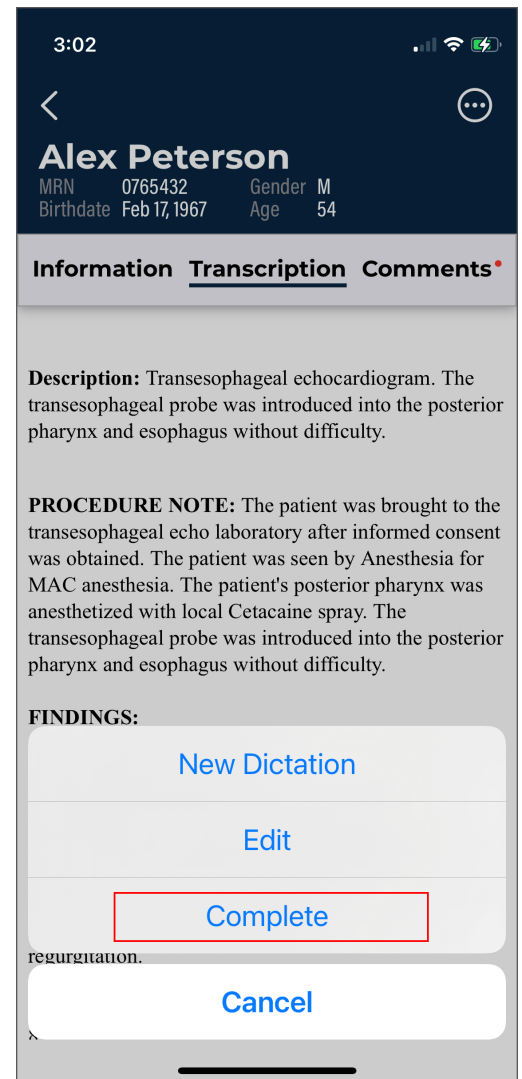 3:02
Alex Peterson
MRN 0765432 Gender M
Birthdate Feb 17, 1967 Age 54
Information Transcription Comments
Description: Transesophageal echocardiogram. The
transesophageal probe was introduced into the posterior
pharynx and esophagus without difficulty.
PROCEDURE NOTE: The patient was brought to the
transesophageal echo laboratory after informed consent
was obtained. The patient was seen by Anesthesia for
MAC anesthesia. The patient's posterior pharynx was
anesthetized with local Cetacaine spray. The
transesophageal probe was introduced into the posterior
pharynx and esophagus without difficulty.
FINDINGS:
New Dictation
Edit
Complete
regurgitation.
Cancel